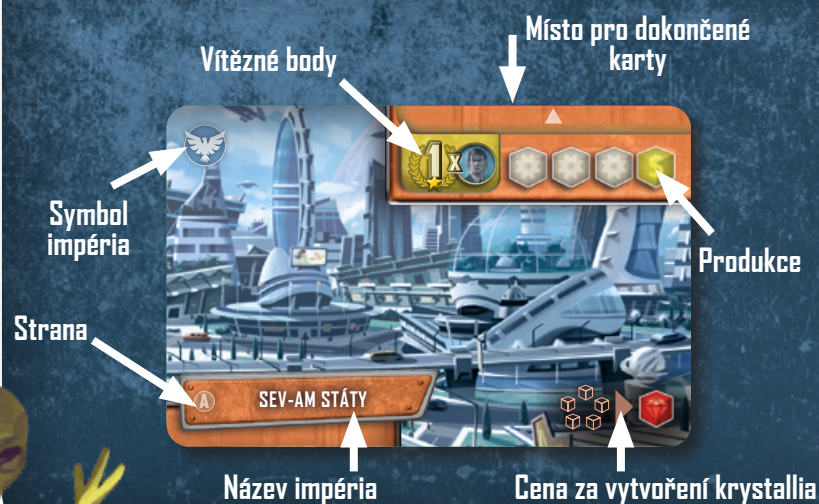 Místo pro dokončené
karty
Vítězné body
1x
Symbol
impéria
Produkce
Strana
A
SEV-AM STÁTY
Název impéria
Cena za vytvoření krystallia